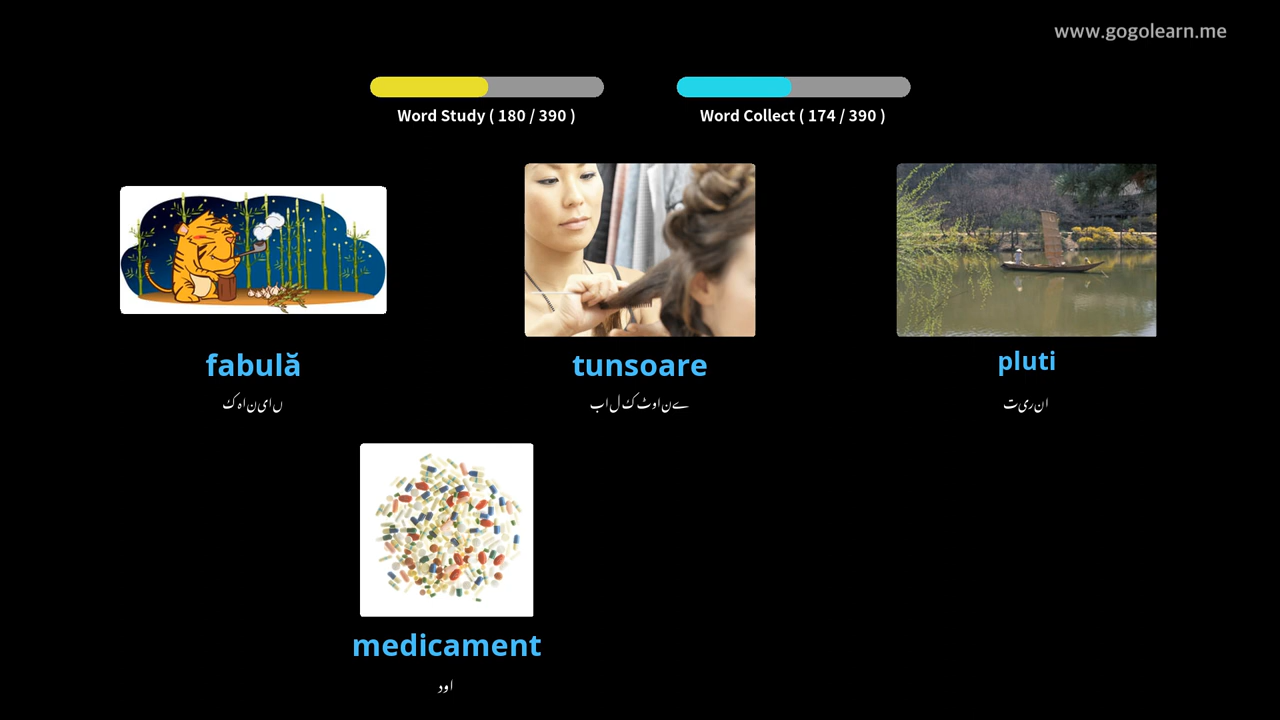 www.gogolearn.me
Word Study ( 180 / 390 )
Word Collect ( 174 / 390 )
fabulă
کہانیاں
tunsoare
بال کٹوانے
pluti
تیرنا
medicament
دوا